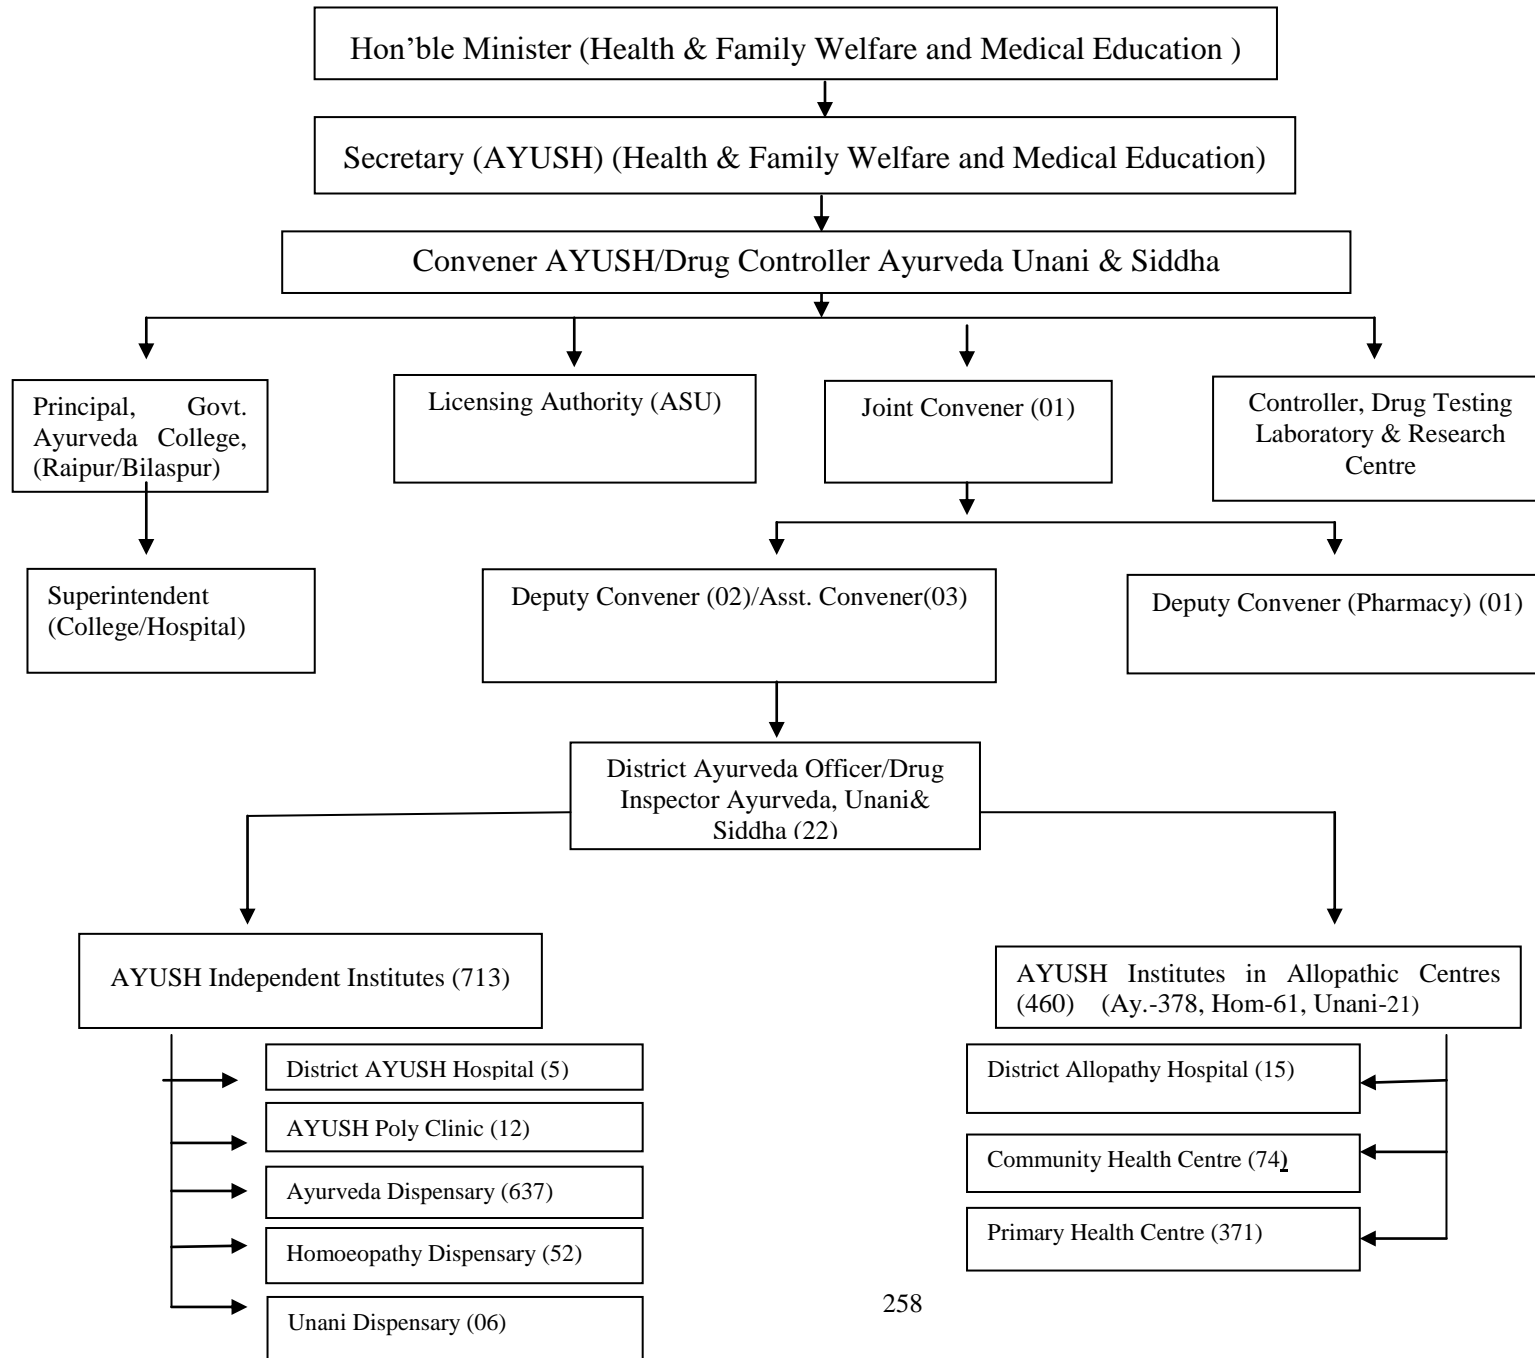 Hon’ble Minister (Health & Family Welfare and Medical Education )
Secretary (AYUSH) (Health & Family Welfare and Medical Education)
Convener AYUSH/Drug Controller Ayurveda Unani & Siddha
Principal, Govt.
Ayurveda College,
(Raipur/Bilaspur)
Licensing Authority (ASU)
Joint Convener (01)
Controller, Drug Testing
Laboratory & Research
Centre
Superintendent
(College/Hospital)
Deputy Convener (02)/Asst. Convener(03)
Deputy Convener (Pharmacy) (01)
District Ayurveda Officer/Drug
Inspector Ayurveda, Unani&
Siddha (22)
AYUSH Independent Institutes (713)
AYUSH Institutes in Allopathic Centres
(460) (Ay.-378, Hom-61, Unani-21)
District AYUSH Hospital (5)
AYUSH Poly Clinic (12)
Ayurveda Dispensary (637)
Homoeopathy Dispensary (52)
Unani Dispensary (06)
District Allopathy Hospital (15)
Community Health Centre (74)
Primary Health Centre (371)
258